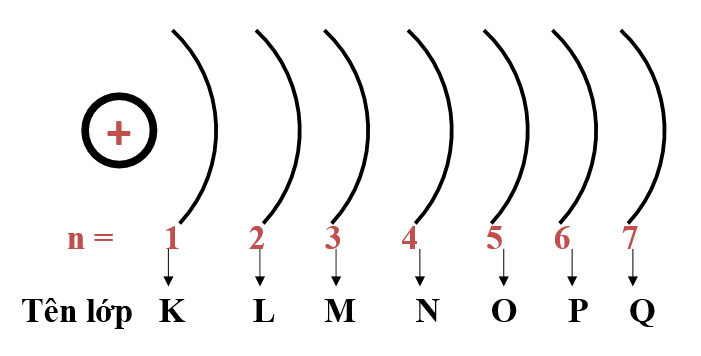 +
n = 1 2 3 4 5 6 7
Tên lớp K L M N O P Q